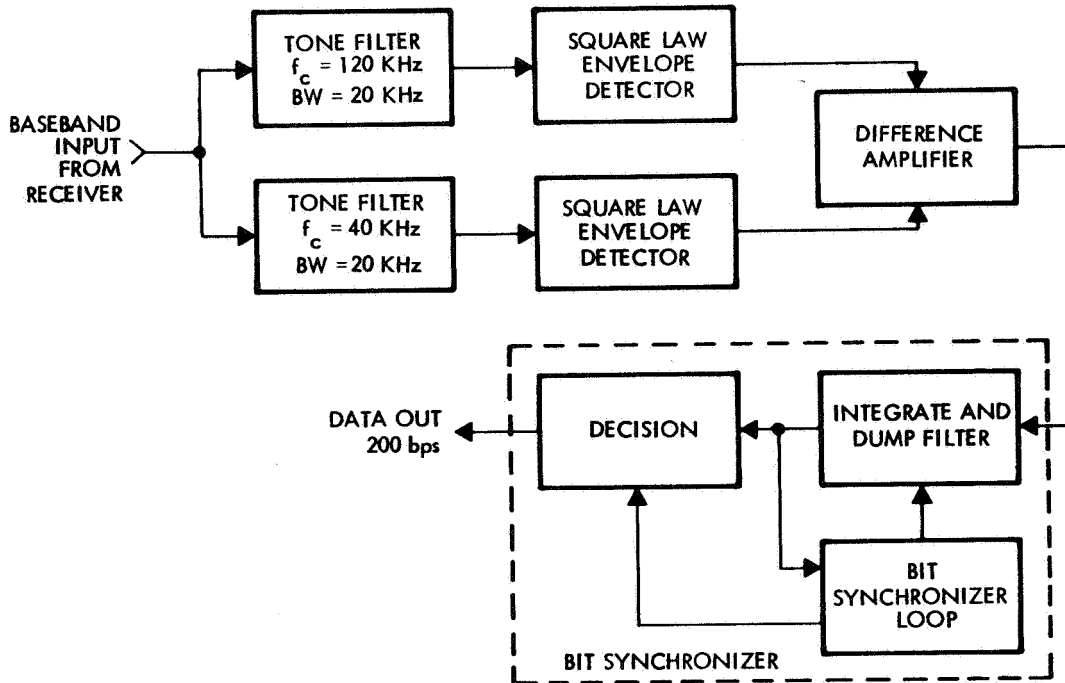 BASEBAND
INPUT
FROM
RECEIVER
TONE FILTER
f_c = 120 KHz
BW = 20 KHz
SQUARE LAW
ENVELOPE
DETECTOR
TONE FILTER
f_c = 40 KHz
BW = 20 KHz
SQUARE LAW
ENVELOPE
DETECTOR
DIFFERENCE
AMPLIFIER
DATA OUT
200 bps
DECISION
INTEGRATE AND
DUMP FILTER
BIT
SYNCHRONIZER
LOOP
BIT SYNCHRONIZER